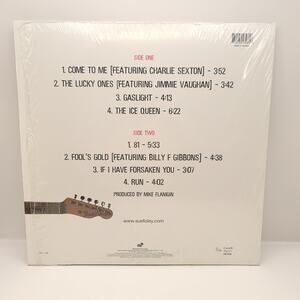 SIDE ONE
1. COME TO ME [FEATURING CHARLIE SEXTON] - 3:52
2. THE LUCKY ONES [FEATURING JIMMIE VAUGHAN] - 3:42
3. GASLIGHT - 4:13
4. THE ICE QUEEN - 6:22
SIDE TWO
1. 81 - 5:33
2. FOOL'S GOLD [FEATURING BILLY F GIBBONS] - 4:38
3. IF I HAVE FORSAKEN YOU - 3:07
4. RUN - 4:02
PRODUCED BY MIKE FLANIGIN
www.suefoley.com